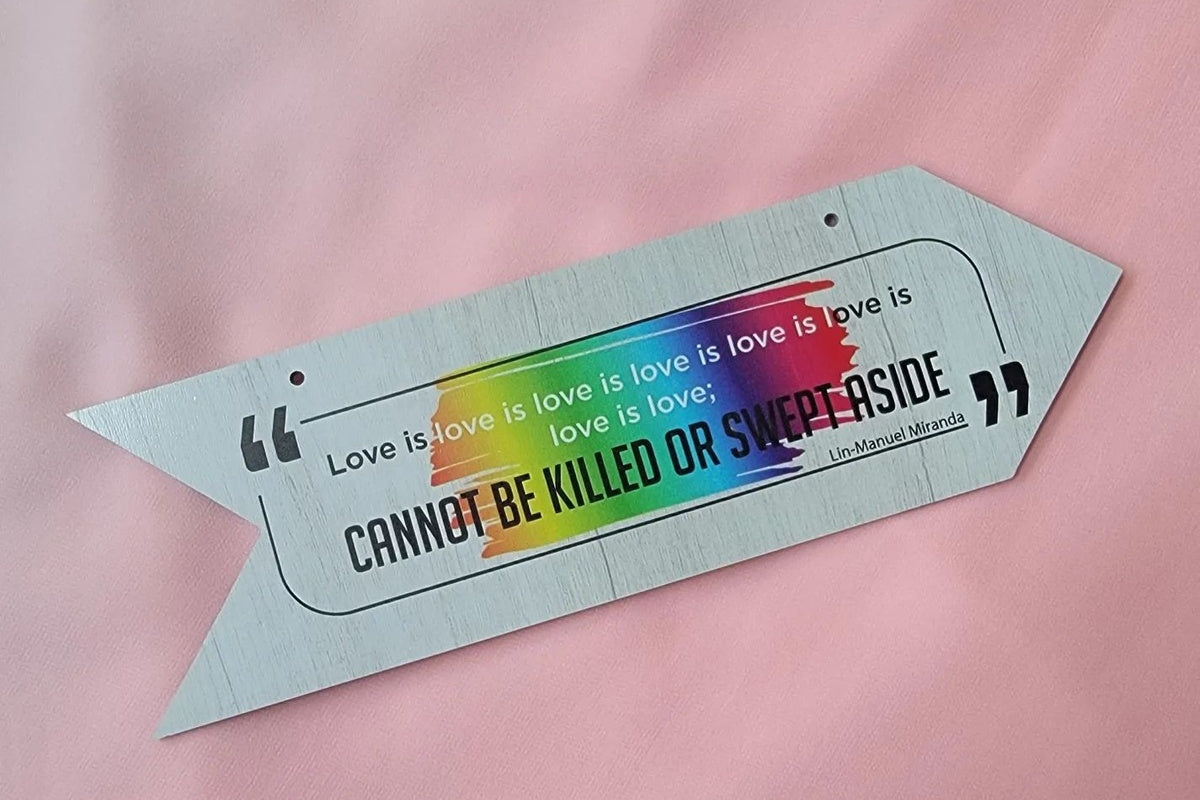 “
Love is love is love is love is love is love is
love is love;
CANNOT BE KILLED OR SWEPT ASIDE
Lin-Manuel Miranda
”